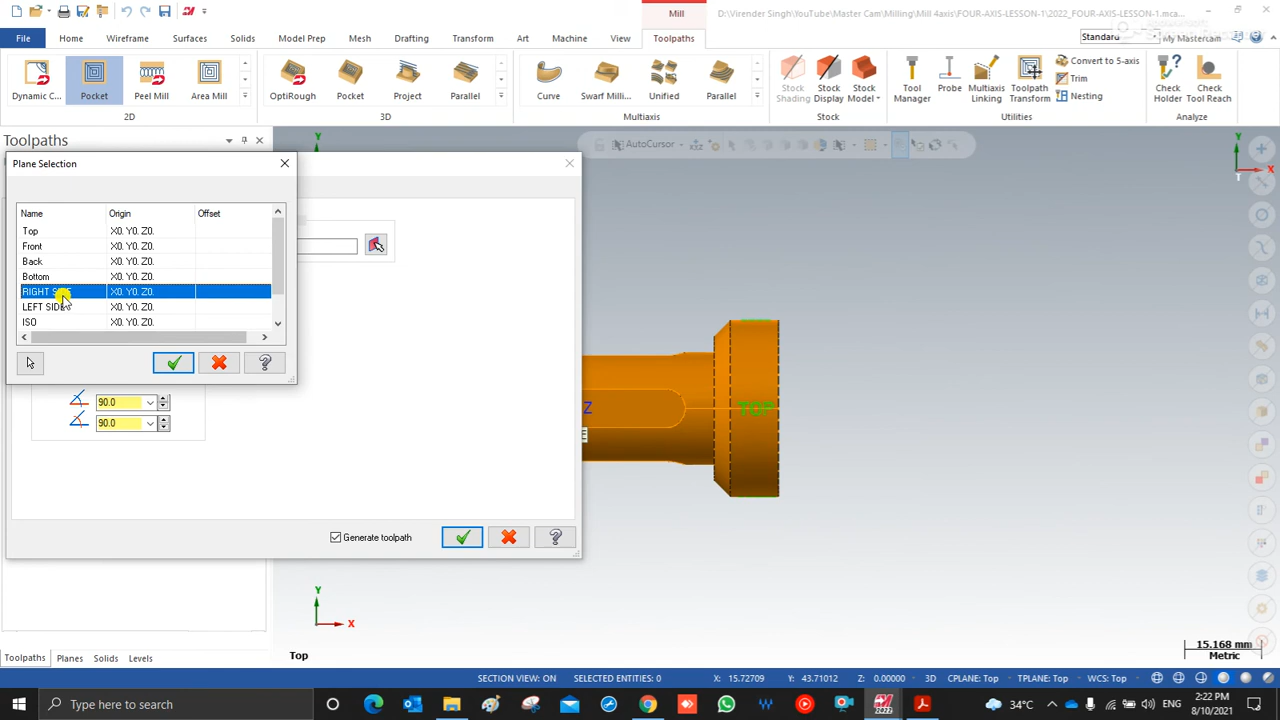 Mill
D:\Virender Singh\YouTube\Master Cam\Milling\Mill 4axis\FOUR-AXIS-LESSON-1\2022_FOUR-AXIS-LESSON-1.mca...
File
Home
Wireframe
Surfaces
Solids
Model Prep
Mesh
Drafting
Transform
Art
Machine
View
Toolpaths
Standard
My Mastercam
Dynamic C...
Pocket
Peel Mill
Area Mill
OptiRough
Pocket
Project
Parallel
Curve
Swarf Milli...
Unified
Parallel
Stock Shading
Stock Display
Stock Model
Tool Manager
Probe
Multiaxis Linking
Toolpath Transform
Convert to 5-axis
Trim
Nesting
Check Holder
Check Tool Reach
2D
3D
Multiaxis
Stock
Utilities
Analyze
Toolpaths
AutoCursor
Y
Y
X
T
Plane Selection
Name Origin Offset
Top X0. Y0. Z0.
Front X0. Y0. Z0.
Back X0. Y0. Z0.
Bottom X0. Y0. Z0.
RIGHT SIDE X0. Y0. Z0.
LEFT SIDE X0. Y0. Z0.
ISO X0. Y0. Z0.
90.0
90.0
Z
TOP
E
Generate toolpath
Y
X
Top
15.168 mm
Metric
Toolpaths
Planes
Solids
Levels
SECTION VIEW: ON
SELECTED ENTITIES: 0
X: 15.72709
Y: 43.71012
Z: 0.00000
3D
CPLANE: Top
TPLANE: Top
WCS: Top
Type here to search
34°C
ENG
2:22 PM
8/10/2021